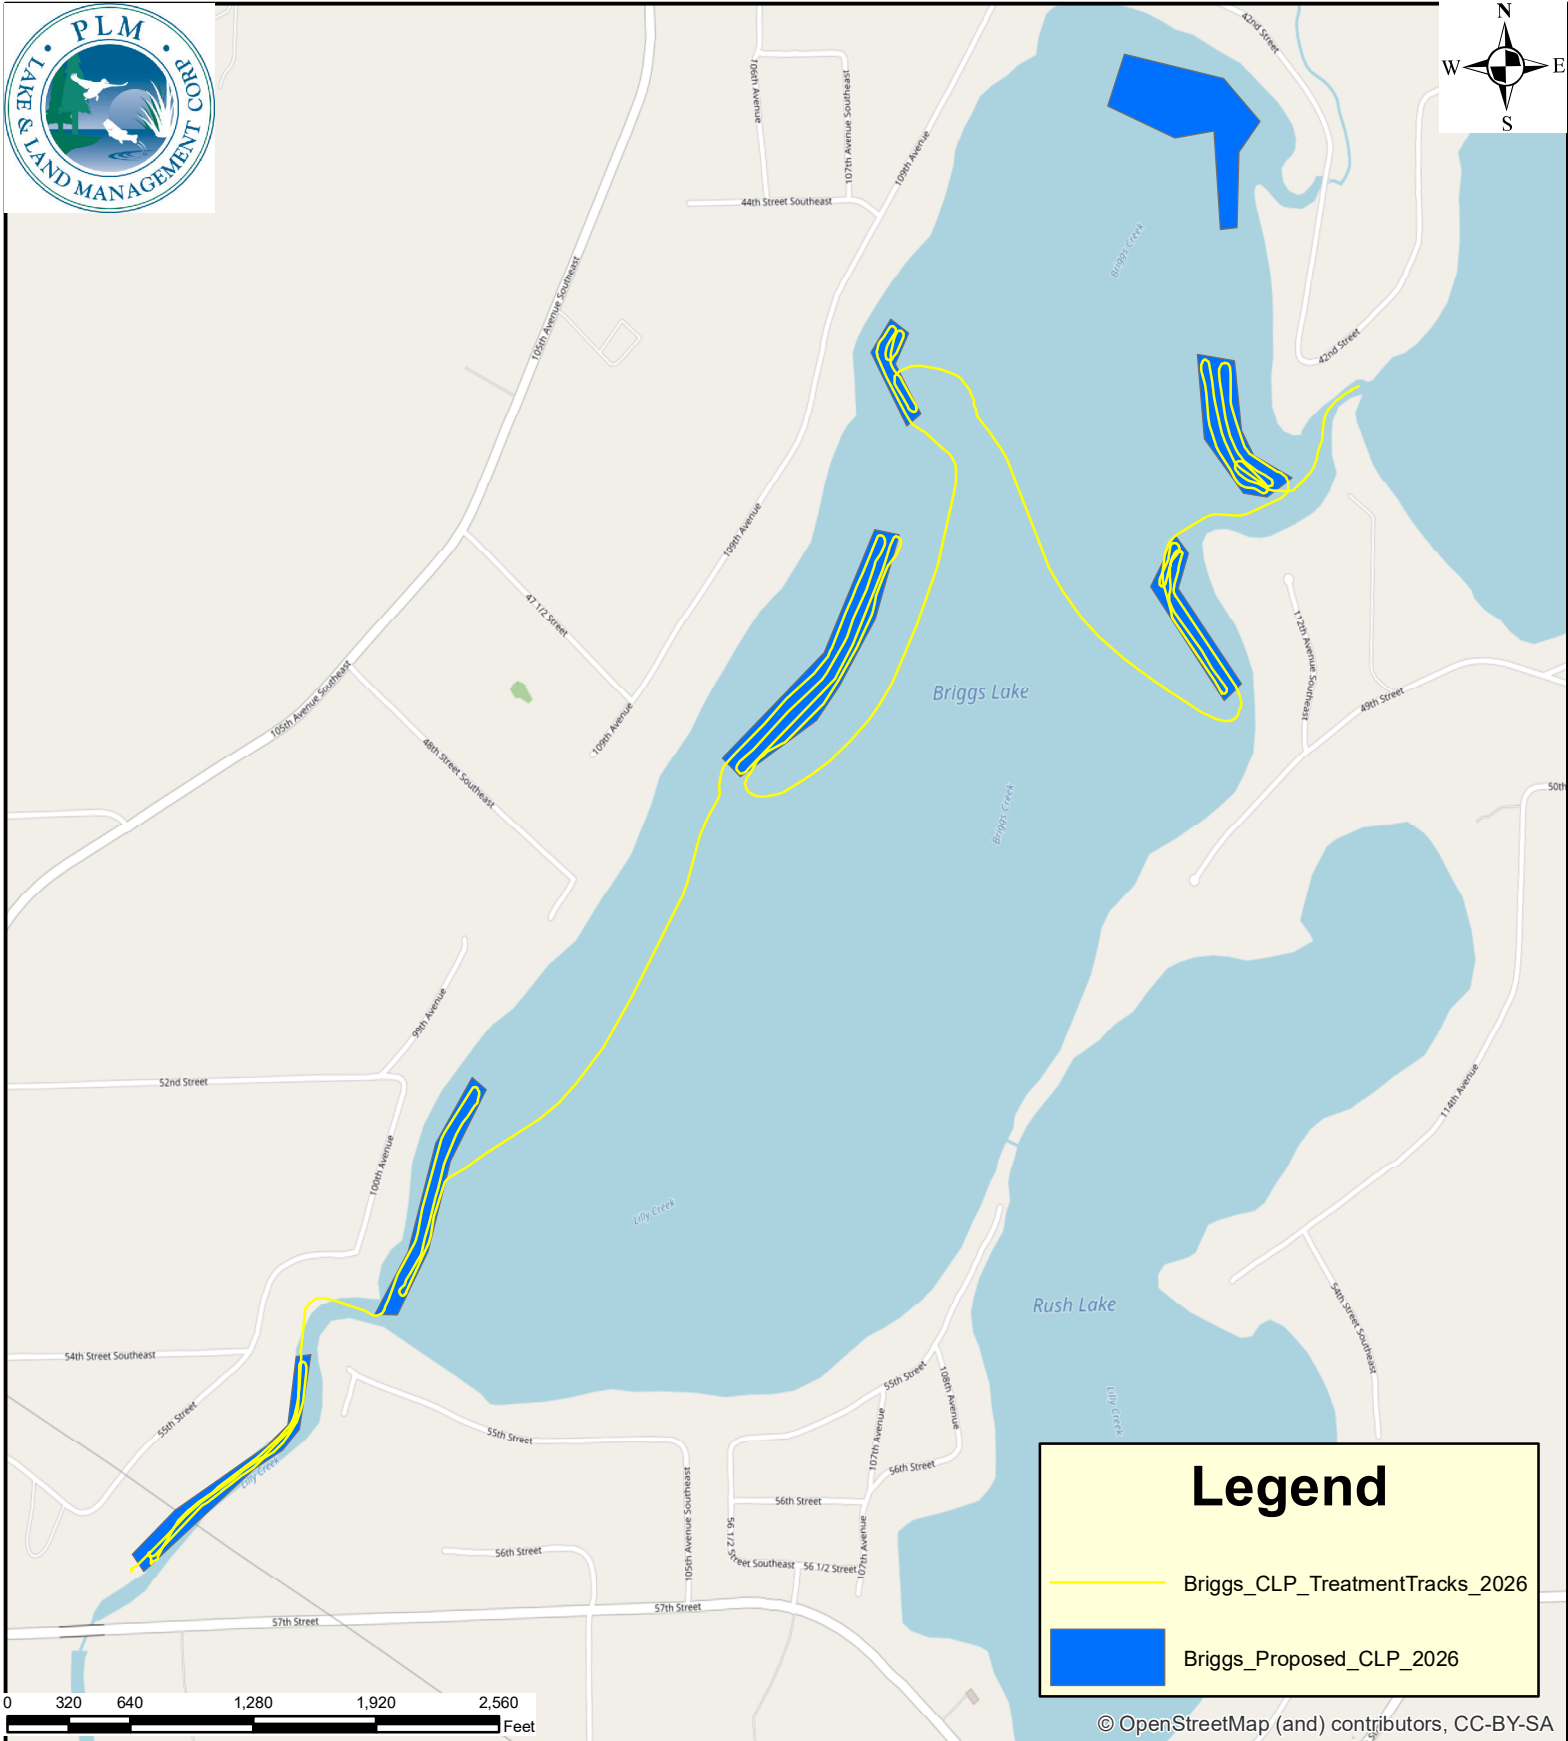 PLM
LAKE & LAND MANAGEMENT CORP
N
W
E
S
42nd Street
106th Avenue
107th Avenue Southeast
109th Avenue
44th Street Southeast
Briggs Creek
105th Avenue Southeast
42nd Street
109th Avenue
47 1/2 Street
112th Avenue Southeast
105th Avenue Southeast
109th Avenue
Briggs Lake
49th Street
48th Street Southeast
50th
Briggs Creek
99th Avenue
52nd Street
114th Avenue
100th Avenue
Lilly Creek
Rush Lake
54th Street Southeast
54th Street Southeast
55th Street
108th Avenue
Lilly Creek
55th Street
55th Street
107th Avenue
56th Street
Lilly Creek
105th Avenue Southeast
56th Street
56 1/2 Street Southeast
56 1/2 Street
107th Avenue
56th Street
57th Street
57th Street
Legend
Briggs_CLP_TreatmentTracks_2026
Briggs_Proposed_CLP_2026
0 320 640 1,280 1,920 2,560
Feet
© OpenStreetMap (and) contributors, CC-BY-SA